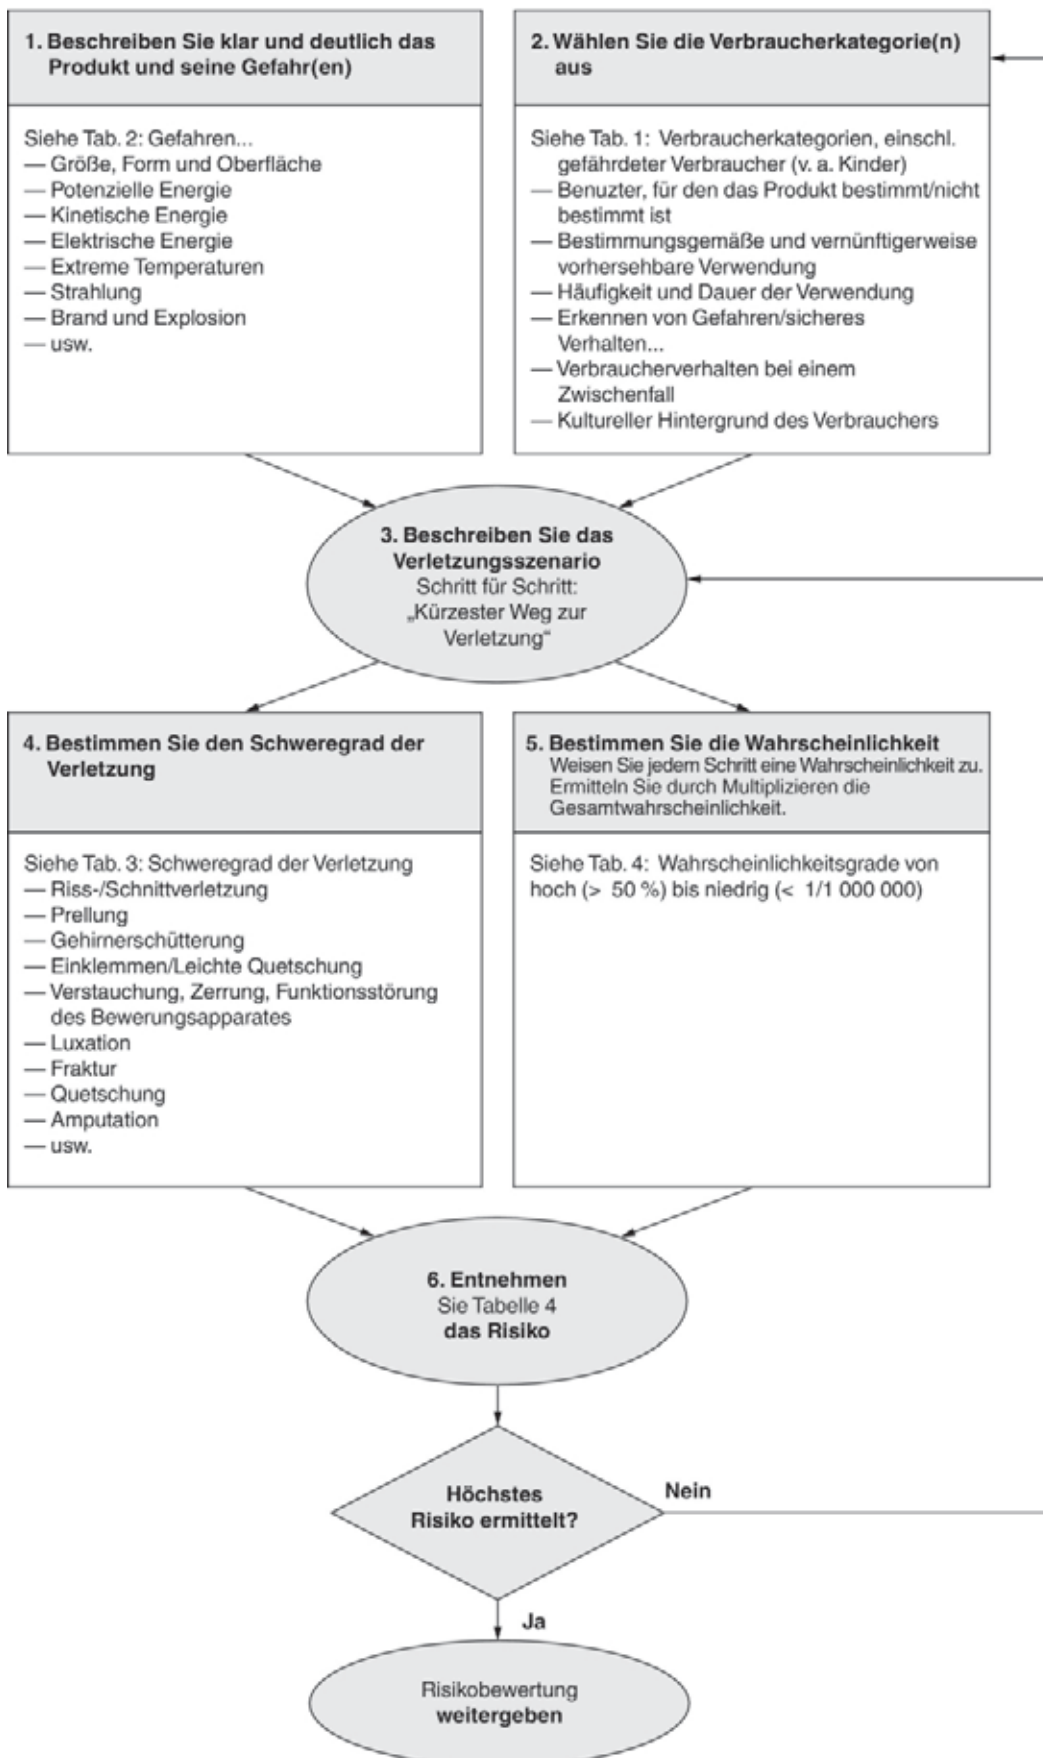 1. Beschreiben Sie klar und deutlich das
Produkt und seine Gefahr(en)
Siehe Tab. 2: Gefahren...
— Größe, Form und Oberfläche
— Potenzielle Energie
— Kinetische Energie
— Elektrische Energie
— Extreme Temperaturen
— Strahlung
— Brand und Explosion
— usw.
2. Wählen Sie die Verbraucherkategorie(n)
aus
Siehe Tab. 1: Verbraucherkategorien, einschl.
gefährdeter Verbraucher (v. a. Kinder)
— Benuzter, für den das Produkt bestimmt/nicht
bestimmt ist
— Bestimmungsgemäße und vernünftigerweise
vorhersehbare Verwendung
— Häufigkeit und Dauer der Verwendung
— Erkennen von Gefahren/sicheres
Verhalten...
— Verbraucherverhalten bei einem
Zwischenfall
— Kultureller Hintergrund des Verbrauchers
3. Beschreiben Sie das
Verletzungsszenario
Schritt für Schritt:
„Kürzester Weg zur
Verletzung“
4. Bestimmen Sie den Schweregrad der
Verletzung
Siehe Tab. 3: Schweregrad der Verletzung
— Riss-/Schnittverletzung
— Prellung
— Gehirnerschütterung
— Einklemmen/Leichte Quetschung
— Verstauchung, Zerrung, Funktionsstörung
des Bewerungsapparates
— Luxation
— Fraktur
— Quetschung
— Amputation
— usw.
5. Bestimmen Sie die Wahrscheinlichkeit
Weisen Sie jedem Schritt eine Wahrscheinlichkeit zu.
Ermitteln Sie durch Multiplizieren die
Gesamtwahrscheinlichkeit.
Siehe Tab. 4: Wahrscheinlichkeitsgrade von
hoch (> 50 %) bis niedrig (< 1/1 000 000)
6. Entnehmen
Sie Tabelle 4
das Risiko
Höchstes
Risiko ermittelt?
Nein
Ja
Risikobewertung
weitergeben